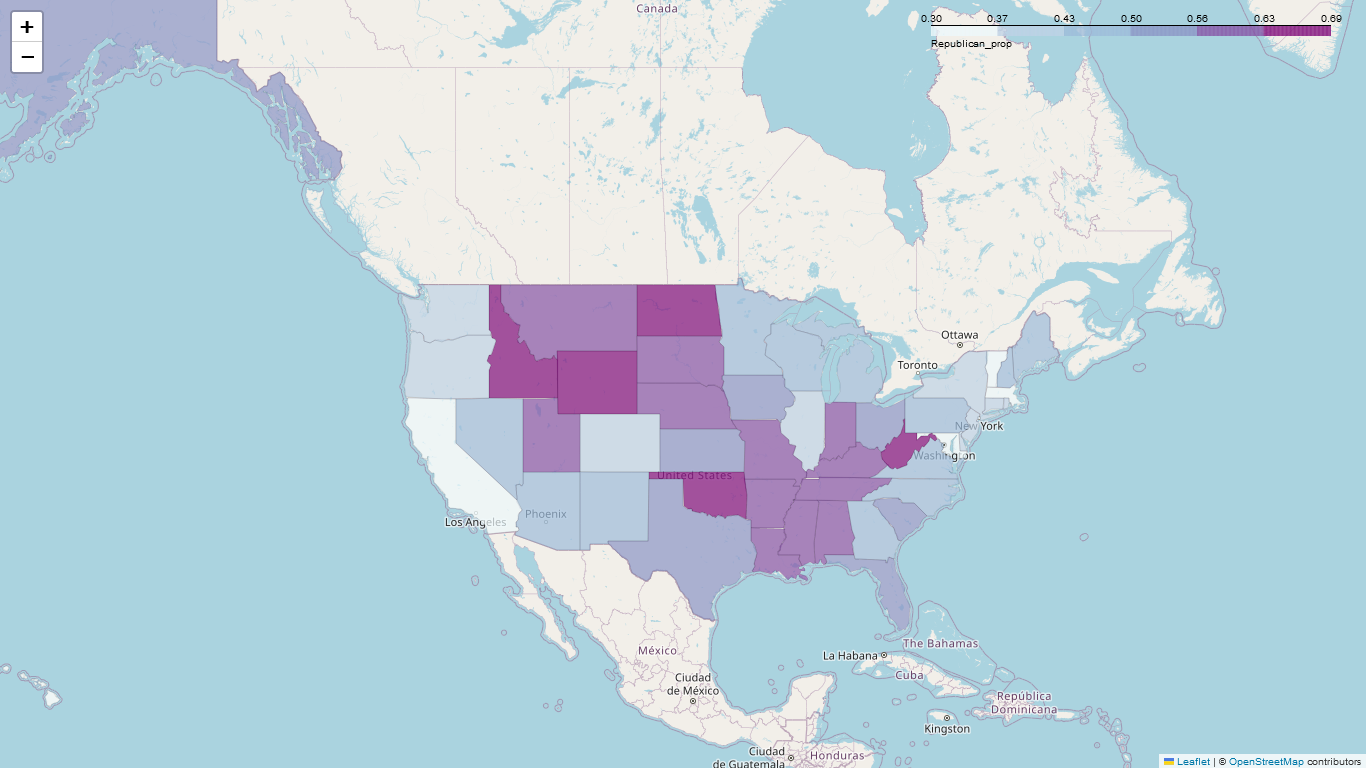 +
−
Canada
0.30 0.37 0.43 0.50 0.56 0.63 0.69
Republican_prop
Ottawa
Toronto
New York
Washington
United States
Los Angeles
Phoenix
The Bahamas
México
La Habana
Cuba
Ciudad
de México
República
Dominicana
Kingston
Ciudad
de Guatemala
Honduras
Leaflet | © OpenStreetMap contributors